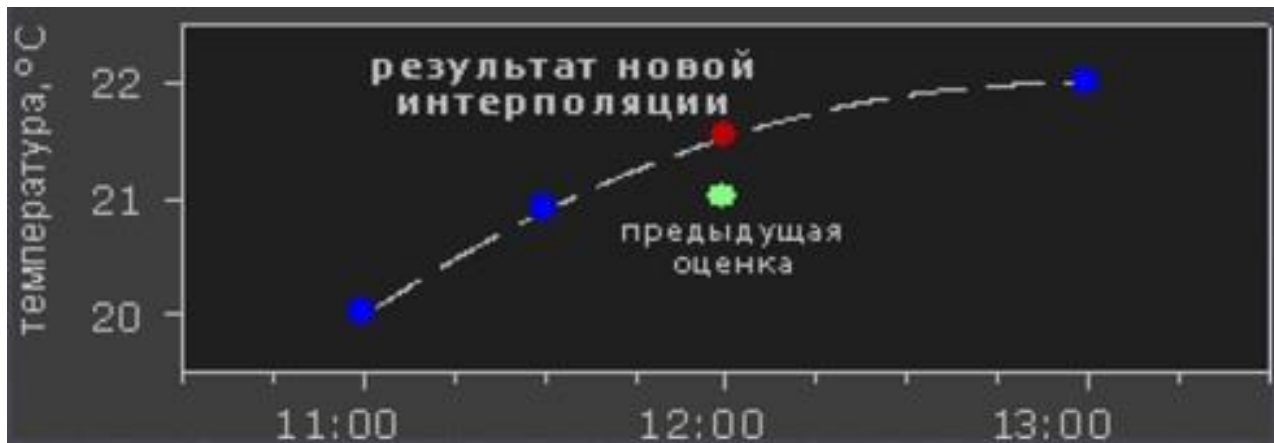 температура,°C
22
21
20
результат новой
интерполяции
предыдущая
оценка
11:00
12:00
13:00